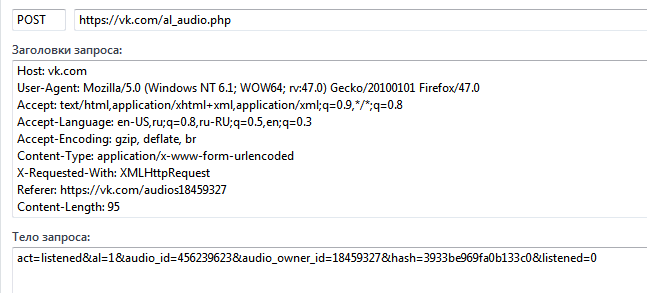 POST https://vk.com/al_audio.php
Заголовки запроса:
Host: vk.com
User-Agent: Mozilla/5.0 (Windows NT 6.1; WOW64; rv:47.0) Gecko/20100101 Firefox/47.0
Accept: text/html,application/xhtml+xml,application/xml;q=0.9,*/*;q=0.8
Accept-Language: en-US,ru;q=0.8,ru-RU;q=0.5,en;q=0.3
Accept-Encoding: gzip, deflate, br
Content-Type: application/x-www-form-urlencoded
X-Requested-With: XMLHttpRequest
Referer: https://vk.com/audios18459327
Content-Length: 95
Тело запроса:
act=listened&al=1&audio_id=456239623&audio_owner_id=18459327&hash=3933be969fa0b133c0&listened=0